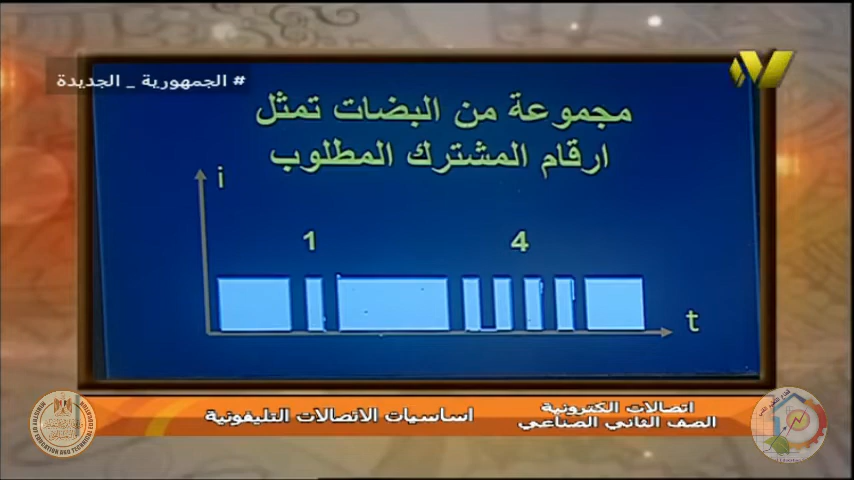 # الجمهورية _ الجديدة
مجموعة من البضات تمثل
ارقام المشترك المطلوب
i
1 4
t
اتصالات الكترونية
الصف الثاني الصناعي
اساسيات الاتصالات التليفونية